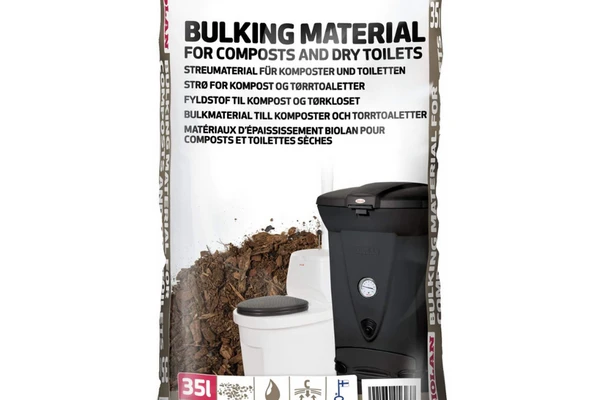 BULKING MATERIAL
FOR COMPOSTS AND DRY TOILETS
STREUMATERIAL FÜR KOMPOSTER UND TOILETTEN
STRØ FOR KOMPOST OG TØRRTOALETTER
FYLDSTOF TIL KOMPOST OG TØRKLOSET
BULKMATERIAL TILL KOMPOSTER OCH TORRTOALETTER
MATÉRIAUX D'ÉPAISSISSEMENT BIOLAN POUR
COMPOSTS ET TOILETTES SÈCHES
35l
C
BULKING MATERIAL FOR